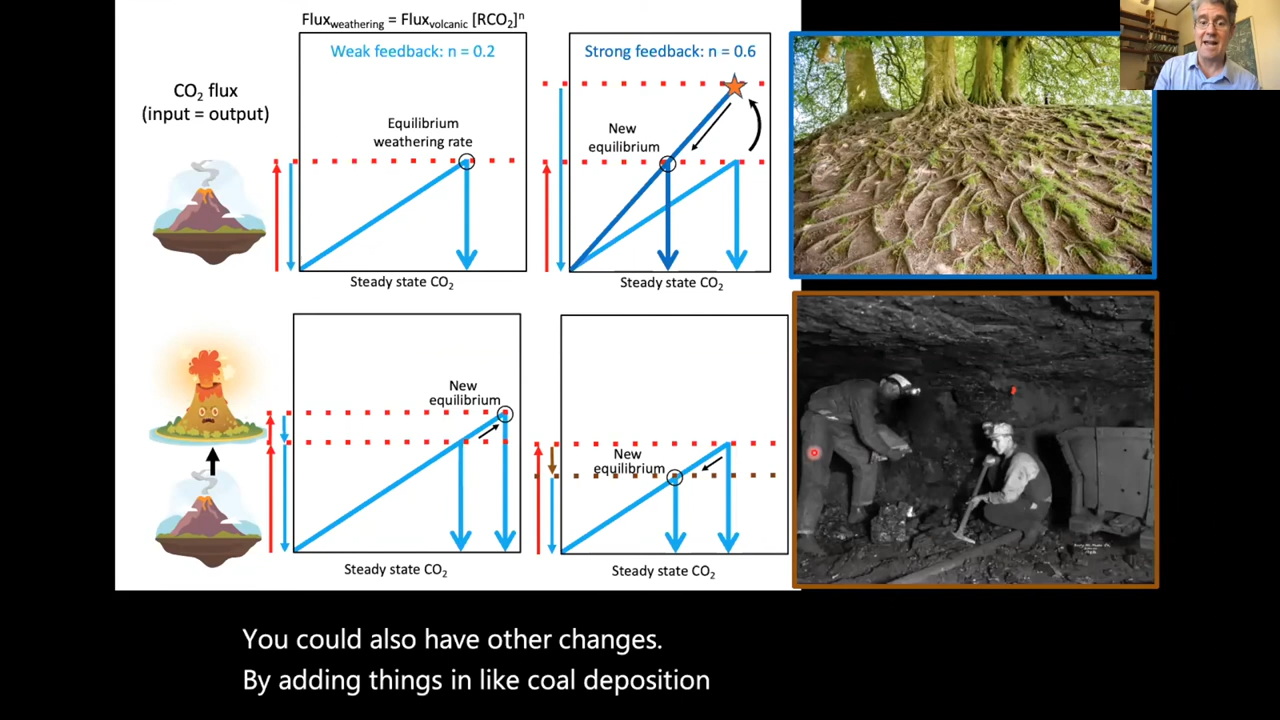 Flux_weathering = Flux_volcanic [RCO₂]ⁿ
Weak feedback: n = 0.2
Strong feedback: n = 0.6
CO₂ flux
(input = output)
Equilibrium
weathering rate
New
equilibrium
Steady state CO₂
Steady state CO₂
New
equilibrium
New
equilibrium
Steady state CO₂
Steady state CO₂
You could also have other changes.
By adding things in like coal deposition